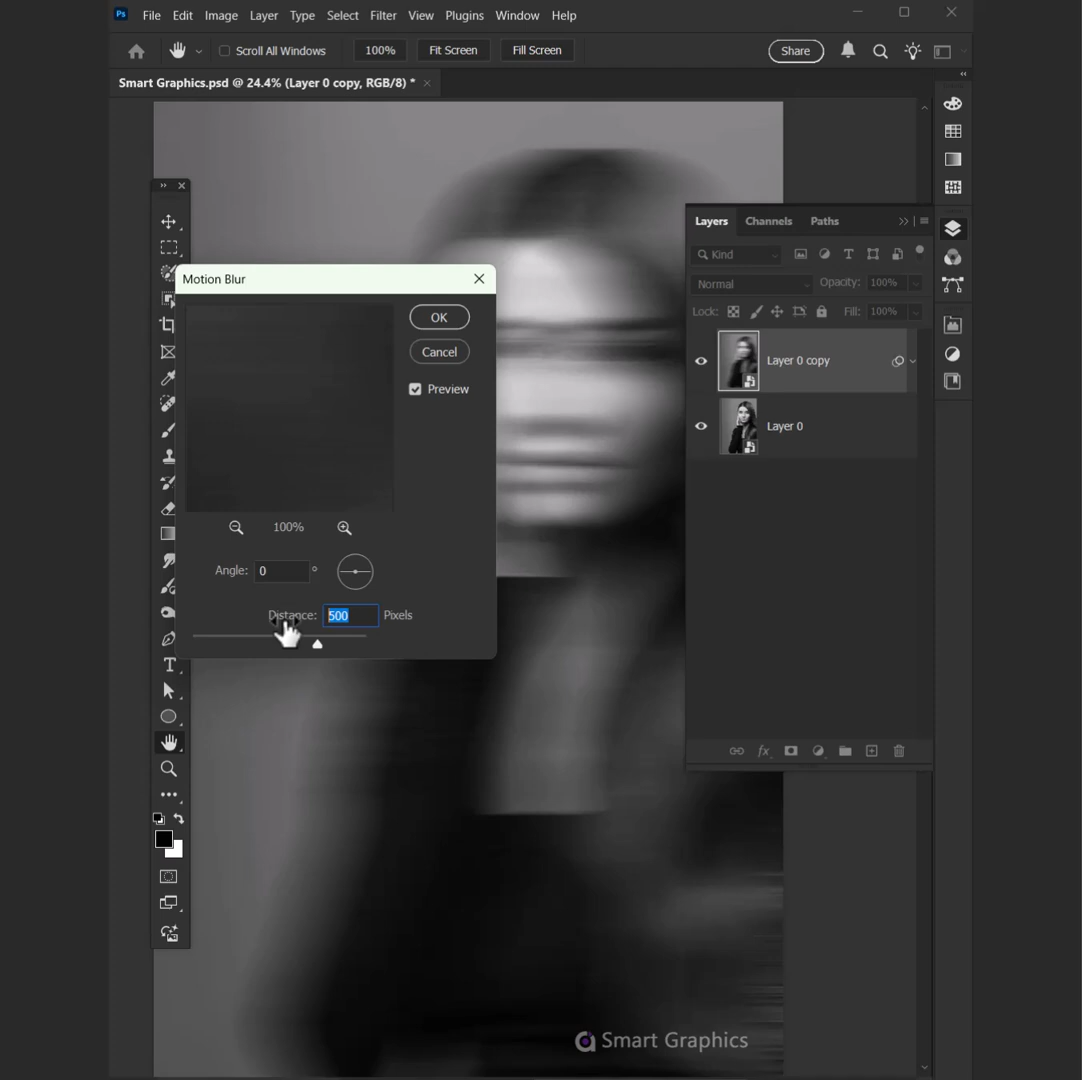 Ps File Edit Image Layer Type Select Filter View Plugins Window Help
Scroll All Windows 100% Fit Screen Fill Screen Share
Smart Graphics.psd @ 24.4% (Layer 0 copy, RGB/8) *
Layers Channels Paths
Kind
Normal Opacity: 100%
Lock: Fill: 100%
Layer 0 copy
Layer 0
Motion Blur
OK
Cancel
Preview
100%
Angle: 0 °
Distance: 500 Pixels
Smart Graphics